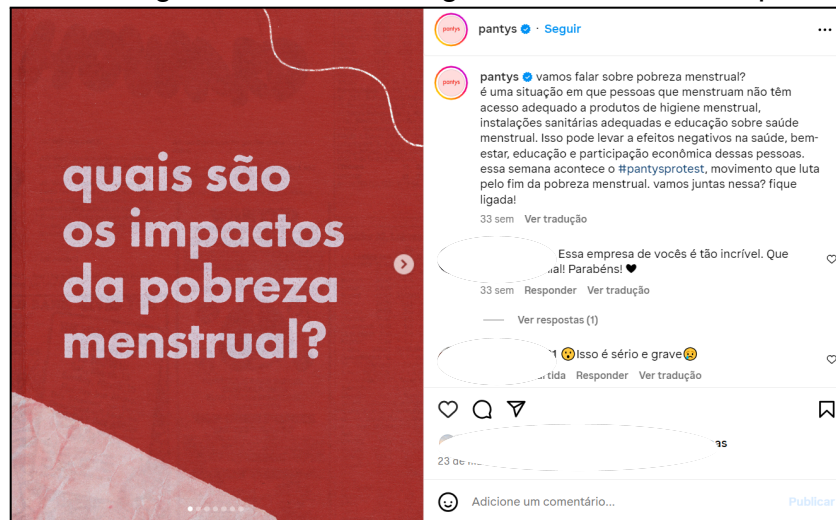 quais são
os impactos
da pobreza
menstrual?
pantys
pantys · Seguir
pantys
pantys vamos falar sobre pobreza menstrual?
é uma situação em que pessoas que menstruam não têm
acesso adequado a produtos de higiene menstrual,
instalações sanitárias adequadas e educação sobre saúde
menstrual. Isso pode levar a efeitos negativos na saúde, bem-
estar, educação e participação econômica dessas pessoas.
essa semana acontece o #pantysprotest, movimento que luta
pelo fim da pobreza menstrual. vamos juntas nessa? fique
ligada!
33 sem Ver tradução
Essa empresa de vocês é tão incrível. Que
! Parabéns! 🖤
33 sem Responder Ver tradução
Ver respostas (1)
1 😮Isso é sério e grave😢
Responder Ver tradução
as
23 de
Adicione um comentário... Publicar